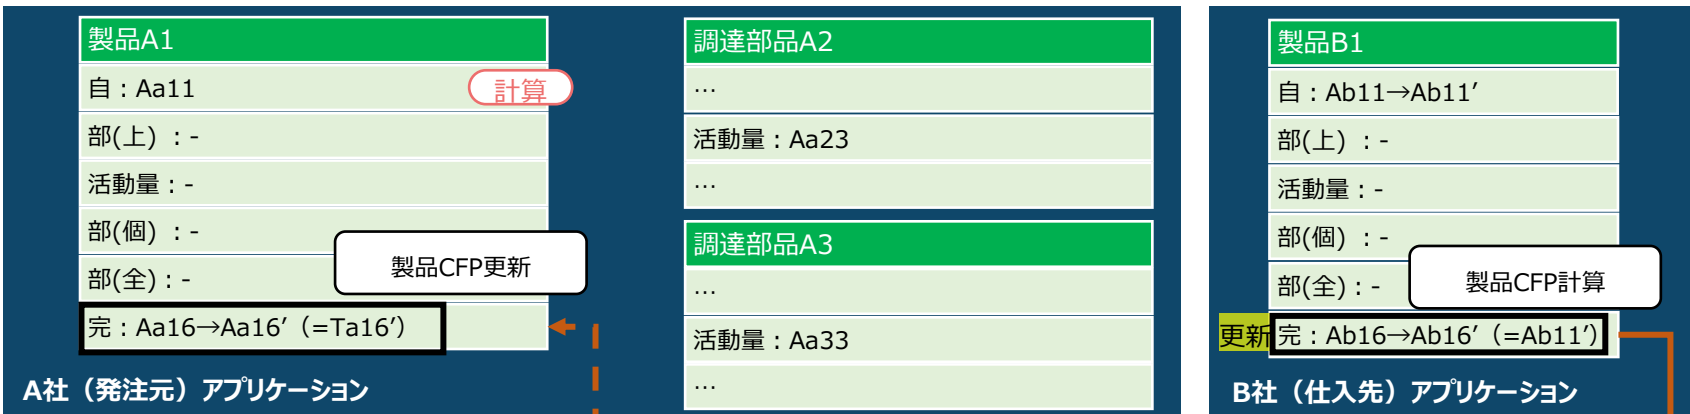 製品A1
自：Aa11
計算
部(上) ：-
活動量：-
部(個) ：-
製品CFP更新
部(全)：-
完：Aa16→Aa16′（=Ta16′）
A社（発注元）アプリケーション
調達部品A2
…
活動量：Aa23
…
調達部品A3
…
活動量：Aa33
…
製品B1
自：Ab11→Ab11′
部(上) ：-
活動量：-
部(個) ：-
製品CFP計算
部(全)：-
更新
完：Ab16→Ab16′（=Ab11′）
B社（仕入先）アプリケーション